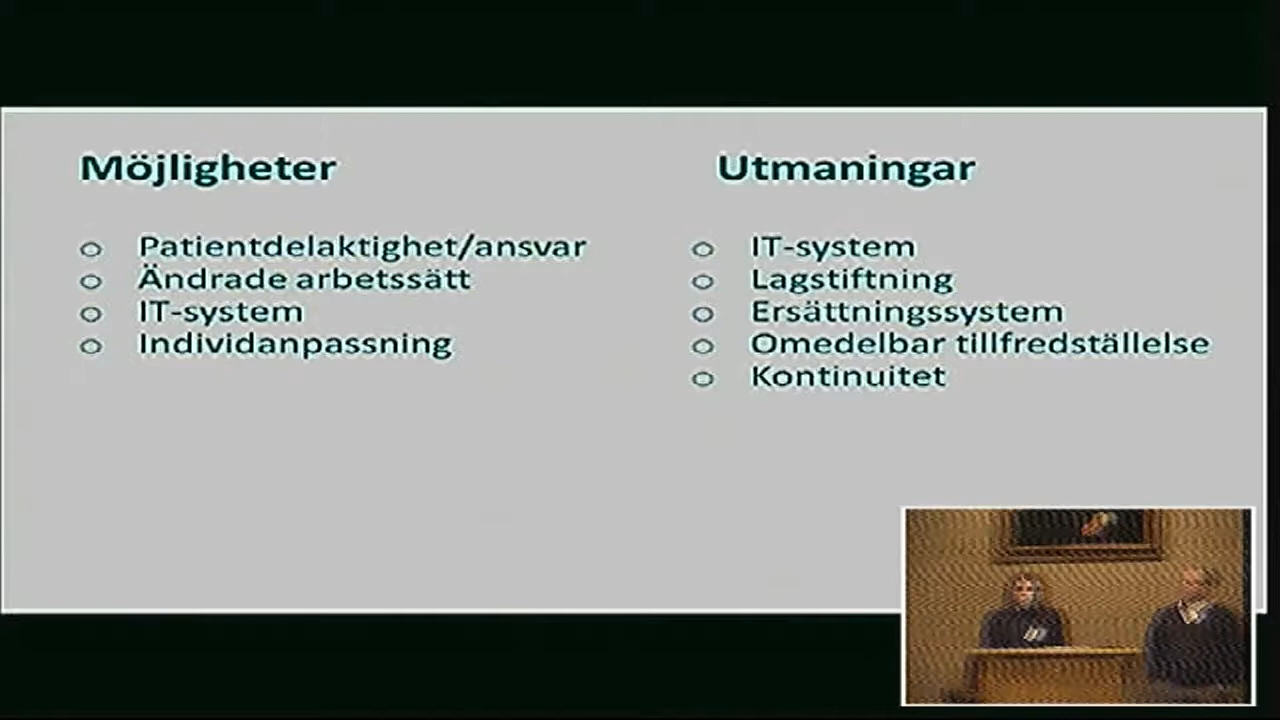 Möjligheter
o Patientdelaktighet/ansvar
o Ändrade arbetssätt
o IT-system
o Individanpassning
Utmaningar
o IT-system
o Lagstiftning
o Ersättningssystem
o Omedelbar tillfredställelse
o Kontinuitet